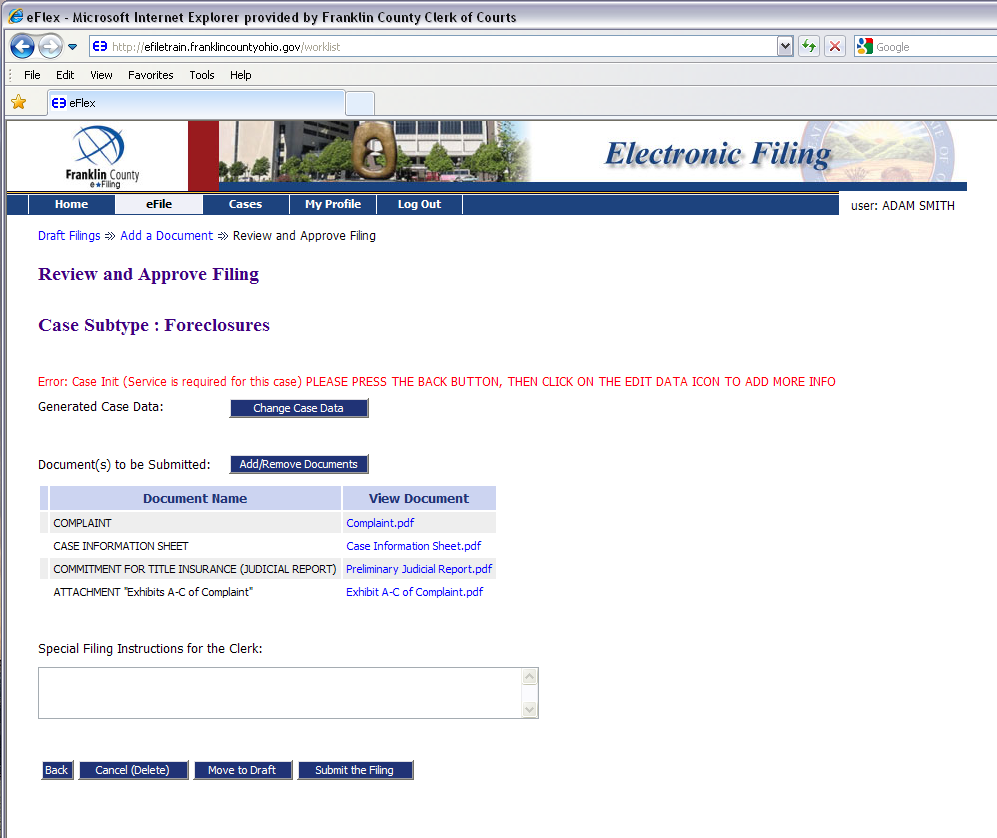 eFlex - Microsoft Internet Explorer provided by Franklin County Clerk of Courts
http://efiletrain.franklincountyohio.gov/worklist
Google
File Edit View Favorites Tools Help
eFlex
Franklin County
e★Filing
Electronic Filing
Home eFile Cases My Profile Log Out
user: ADAM SMITH
Draft Filings ⇒ Add a Document ⇒ Review and Approve Filing
Review and Approve Filing
Case Subtype : Foreclosures
Error: Case Init (Service is required for this case) PLEASE PRESS THE BACK BUTTON, THEN CLICK ON THE EDIT DATA ICON TO ADD MORE INFO
Generated Case Data: Change Case Data
Document(s) to be Submitted: Add/Remove Documents
Document Name View Document
COMPLAINT Complaint.pdf
CASE INFORMATION SHEET Case Information Sheet.pdf
COMMITMENT FOR TITLE INSURANCE (JUDICIAL REPORT) Preliminary Judicial Report.pdf
ATTACHMENT "Exhibits A-C of Complaint" Exhibit A-C of Complaint.pdf
Special Filing Instructions for the Clerk:
Back Cancel (Delete) Move to Draft Submit the Filing